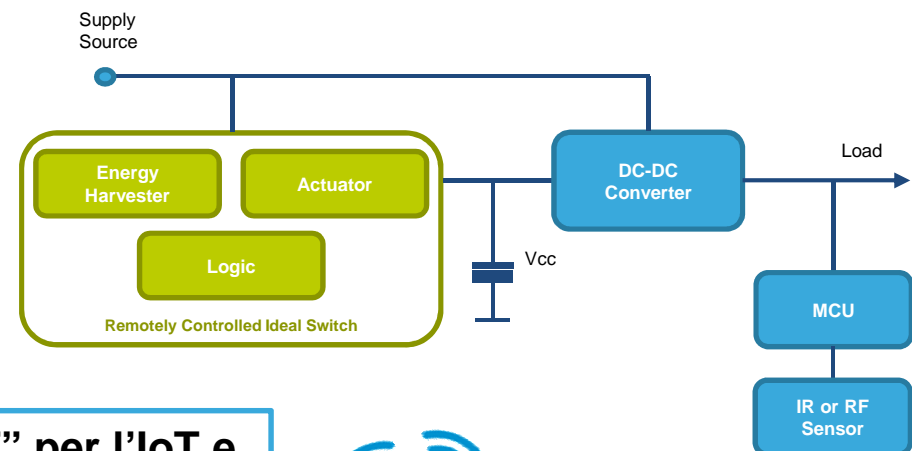 Supply
Source
Energy
Harvester
Actuator
Logic
Remotely Controlled Ideal Switch
Vcc
DC-DC
Converter
Load
MCU
IR or RF
Sensor
” per l’IoT e